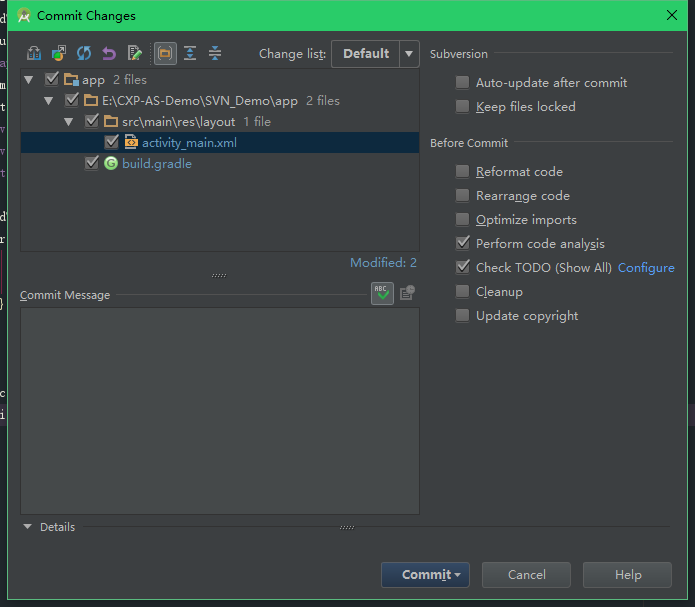 Commit Changes
Change list: Default
Subversion
app 2 files
Auto-update after commit
E:\CXP-AS-Demo\SVN_Demo\app 2 files
Keep files locked
src\main\res\layout 1 file
activity_main.xml
Before Commit
build.gradle
Reformat code
Rearrange code
Optimize imports
Perform code analysis
Modified: 2
Check TODO (Show All) Configure
Commit Message
ABC
Cleanup
Update copyright
Details
Commit
Cancel
Help